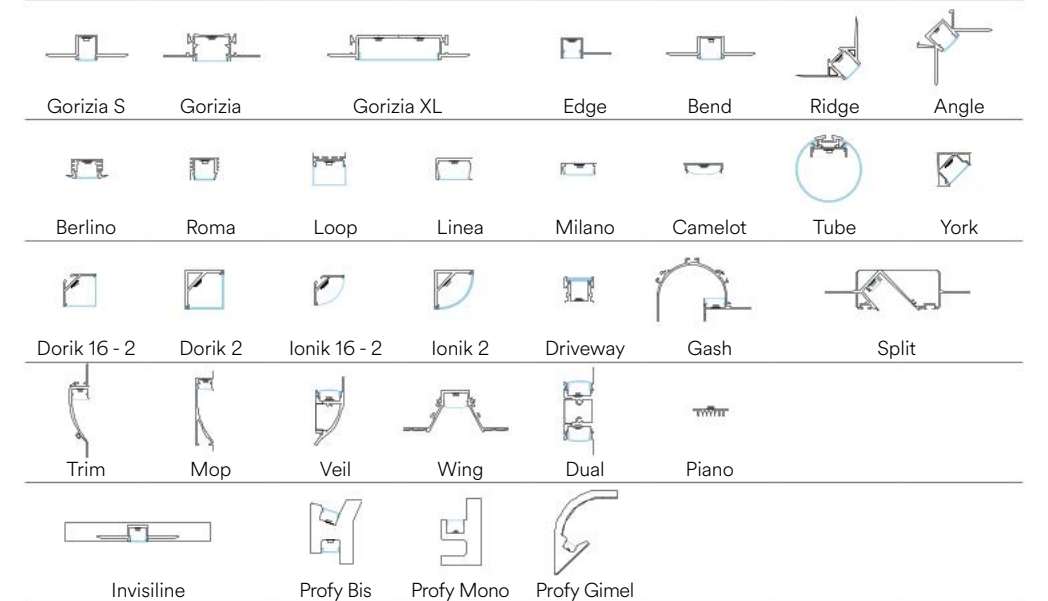 Gorizia S Gorizia Gorizia XL Edge Bend Ridge Angle
Berlino Roma Loop Linea Milano Camelot Tube York
Dorik 16 - 2 Dorik 2 Ionik 16 - 2 Ionik 2 Driveway Gash Split
Trim Mop Veil Wing Dual Piano
Invisiline Profy Bis Profy Mono Profy Gimel